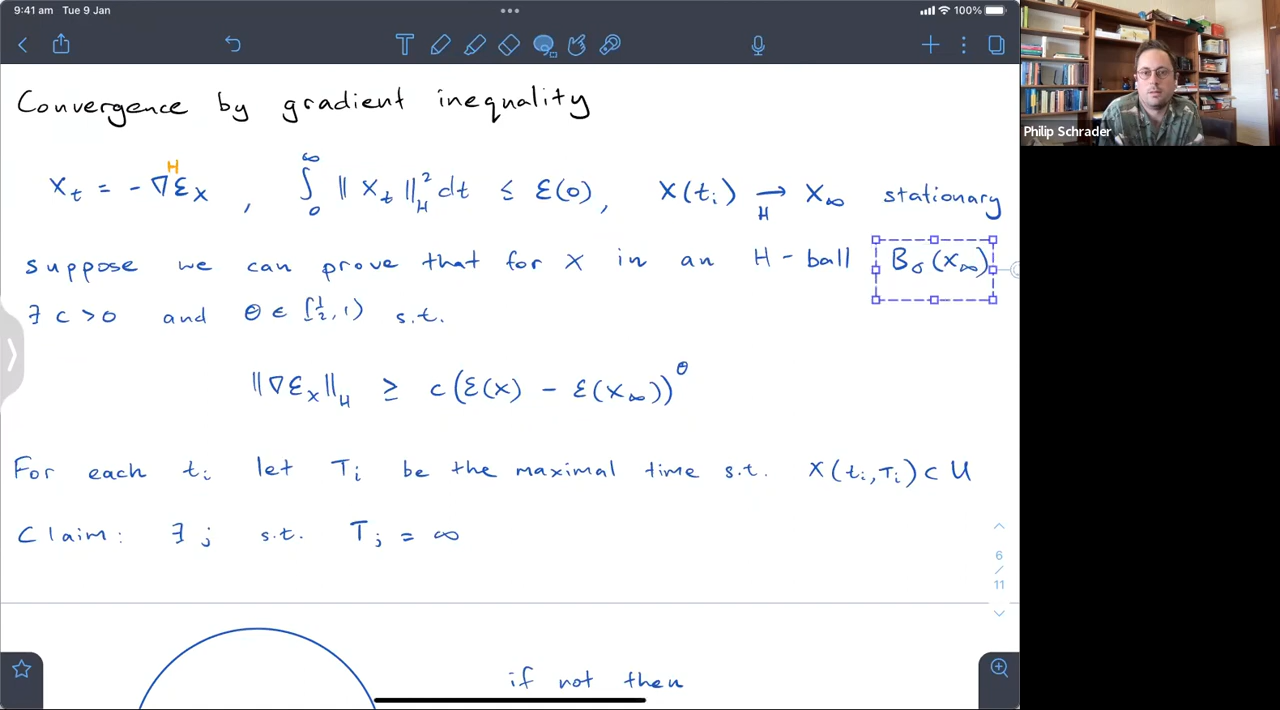 9:41 am Tue 9 Jan
100%
Convergence by gradient inequality
X_t = - ∇^H ℰ_X , ∫_0^∞ ‖ X_t ‖_H^2 dt ≤ ℰ(0), X(t_i) →_H X_∞ stationary
suppose we can prove that for X in an H-ball B_σ(X_∞)
∃ c > 0 and θ ∈ [½, 1) s.t.
‖∇ℰ_X‖_H ≥ c(ℰ(X) - ℰ(X_∞))^θ
For each t_i let T_i be the maximal time s.t. X(t_i, T_i) ⊂ U
Claim: ∃ j s.t. T_j = ∞
if not then
6
/
11
Philip Schrader